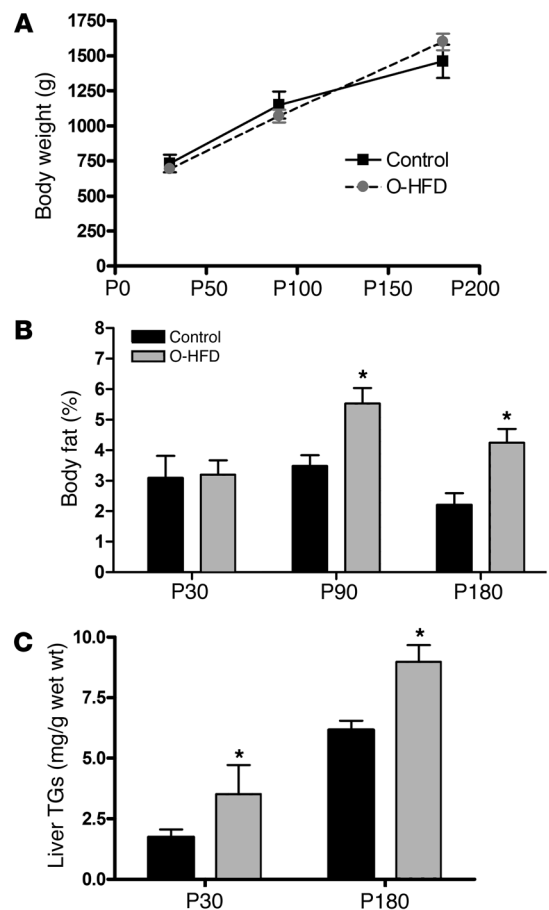 A
Body weight (g)
1750
1500
1250
1000
750
500
250
0
Control
O-HFD
P0 P50 P100 P150 P200
B
Body fat (%)
8
7
6
5
4
3
2
1
0
Control
O-HFD
* *
P30 P90 P180
C
Liver TGs (mg/g wet wt)
10.0
7.5
5.0
2.5
0.0
* *
P30 P180